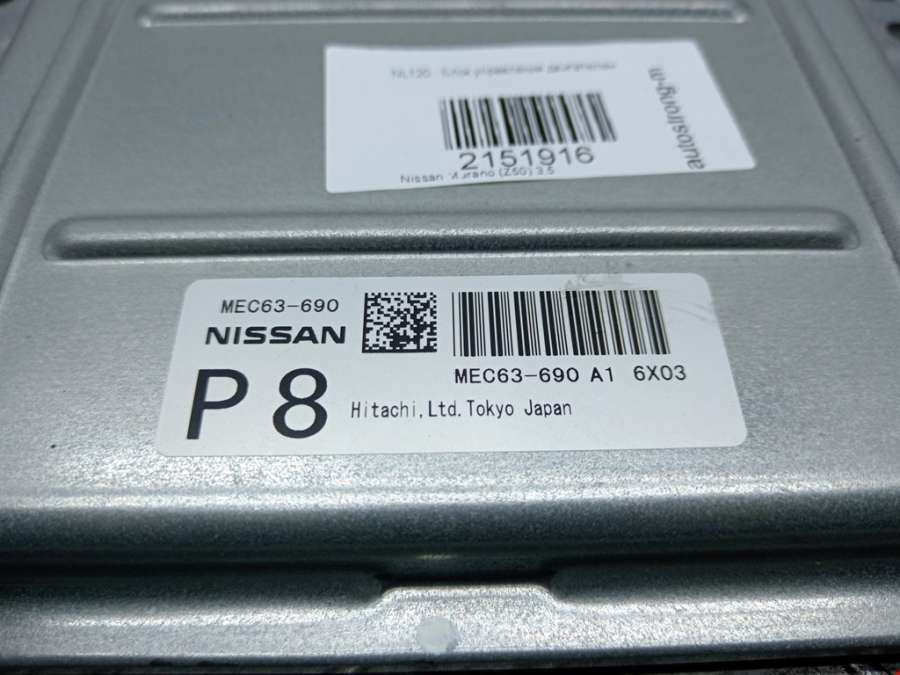 NL120 - Блок управления двигателем
autostrong-m
2151916
Nissan Murano (Z50) 3.5
MEC63-690
NISSAN
MEC63-690 A1 6X03
P8
Hitachi,Ltd.Tokyo Japan